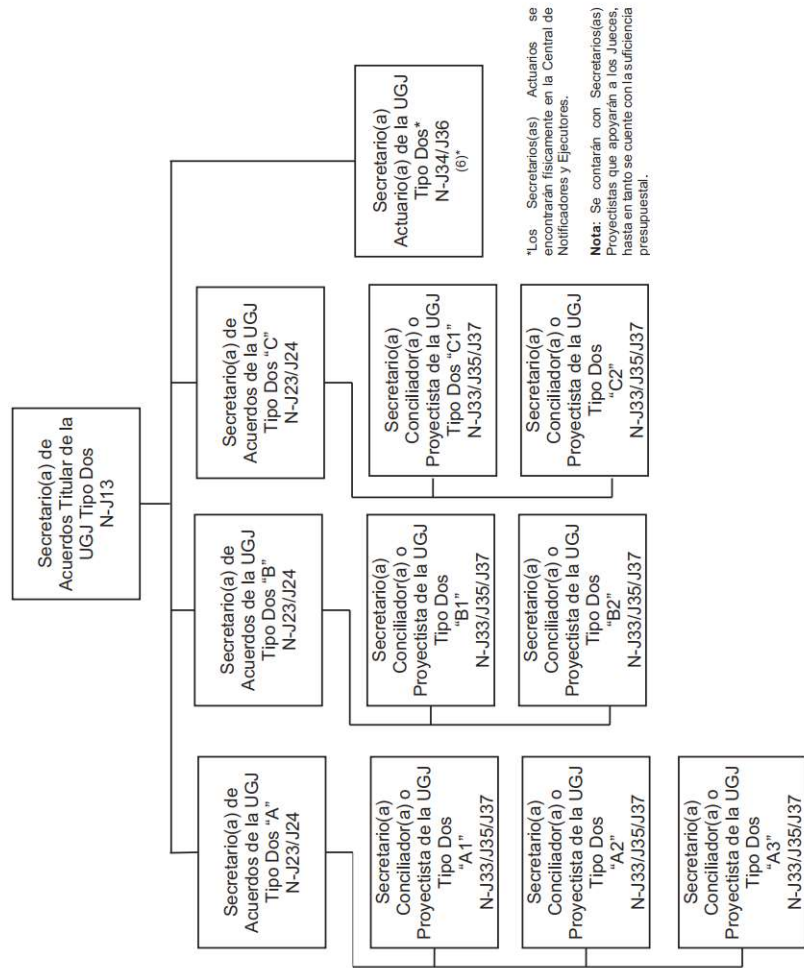 Secretario(a) de
Acuerdos Titular de la
UGJ Tipo Dos
N-J13
Secretario(a) de
Acuerdos de la UGJ
Tipo Dos "A"
N-J23/J24
Secretario(a)
Conciliador(a) o
Proyectista de la UGJ
Tipo Dos
"A1"
N-J33/J35/J37
Secretario(a)
Conciliador(a) o
Proyectista de la UGJ
Tipo Dos
"A2"
N-J33/J35/J37
Secretario(a)
Conciliador(a) o
Proyectista de la UGJ
Tipo Dos
"A3"
N-J33/J35/J37
Secretario(a) de
Acuerdos de la UGJ
Tipo Dos "B"
N-J23/J24
Secretario(a)
Conciliador(a) o
Proyectista de la UGJ
Tipo Dos
"B1"
N-J33/J35/J37
Secretario(a)
Conciliador(a) o
Proyectista de la UGJ
Tipo Dos
"B2"
N-J33/J35/J37
Secretario(a) de
Acuerdos de la UGJ
Tipo Dos "C"
N-J23/J24
Secretario(a)
Conciliador(a) o
Proyectista de la UGJ
Tipo Dos "C1"
N-J33/J35/J37
Secretario(a)
Conciliador(a) o
Proyectista de la UGJ
Tipo Dos
"C2"
N-J33/J35/J37
Secretario(a)
Actuario(a) de la UGJ
Tipo Dos*
N-J34/J36
(6)*
*Los Secretarios(as) Actuarios se
encontrarán físicamente en la Central de
Notificadores y Ejecutores.
Nota: Se contarán con Secretarios(as)
Proyectistas que apoyarán a los Jueces,
hasta en tanto se cuente con la suficiencia
presupuestal.